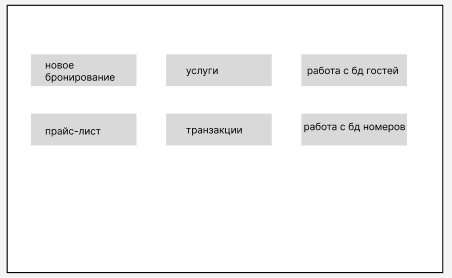 новое
бронирование
услуги
работа с бд гостей
прайс-лист
транзакции
работа с бд номеров